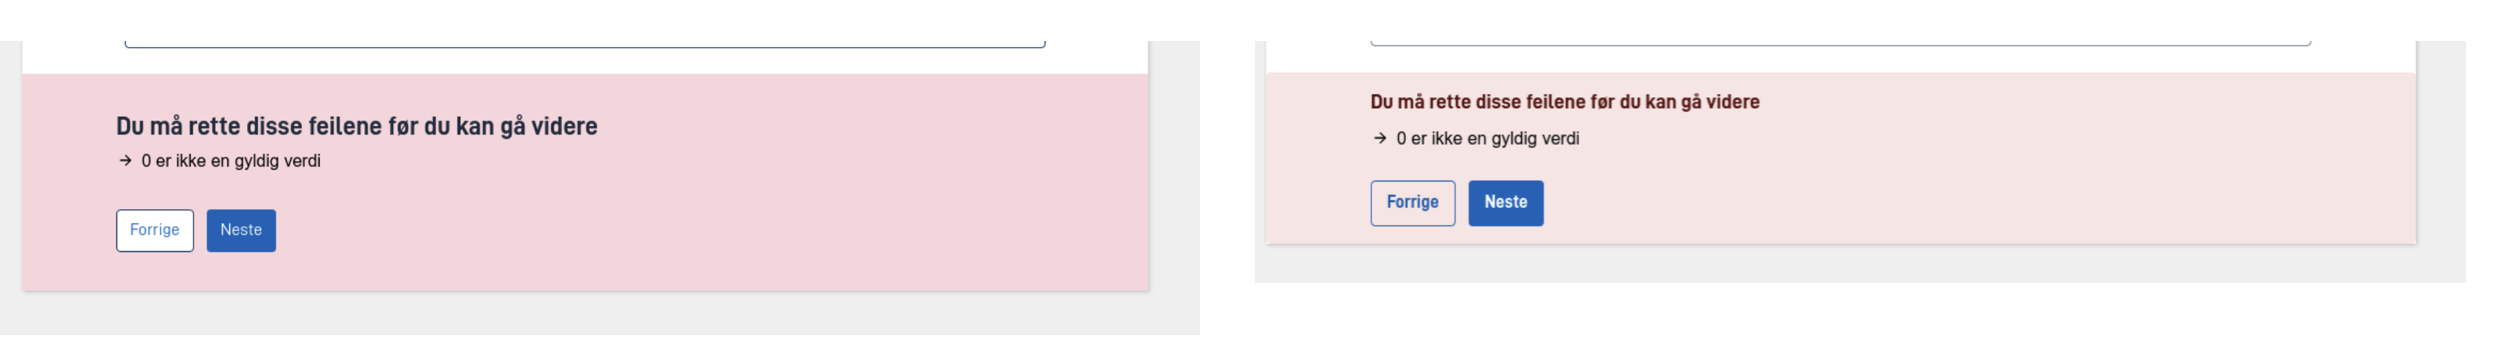 Du må rette disse feilene før du kan gå videre
→ 0 er ikke en gyldig verdi
Forrige Neste
Du må rette disse feilene før du kan gå videre
→ 0 er ikke en gyldig verdi
Forrige Neste